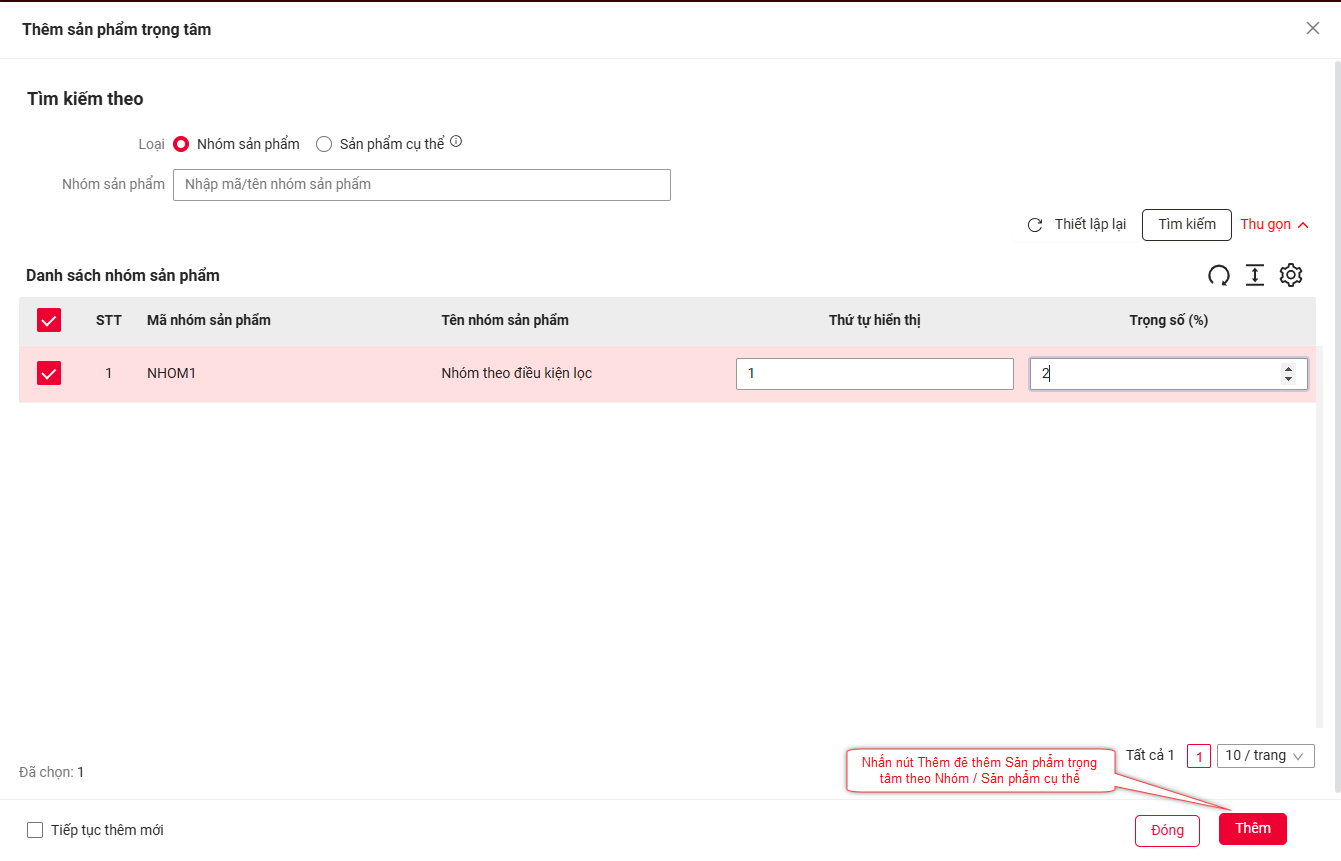 Thêm sản phẩm trọng tâm
Tìm kiếm theo
Loại Nhóm sản phẩm Sản phẩm cụ thể
Nhóm sản phẩm Nhập mã/tên nhóm sản phẩm
Thiết lập lại Tìm kiếm Thu gọn
Danh sách nhóm sản phẩm
STT Mã nhóm sản phẩm Tên nhóm sản phẩm Thứ tự hiển thị Trọng số (%)
1 NHOM1 Nhóm theo điều kiện lọc 1 2
Tất cả 1 1 10 / trang
Nhấn nút Thêm để thêm Sản phẩm trọng
tâm theo Nhóm / Sản phẩm cụ thể
Đã chọn: 1
Tiếp tục thêm mới Đóng Thêm